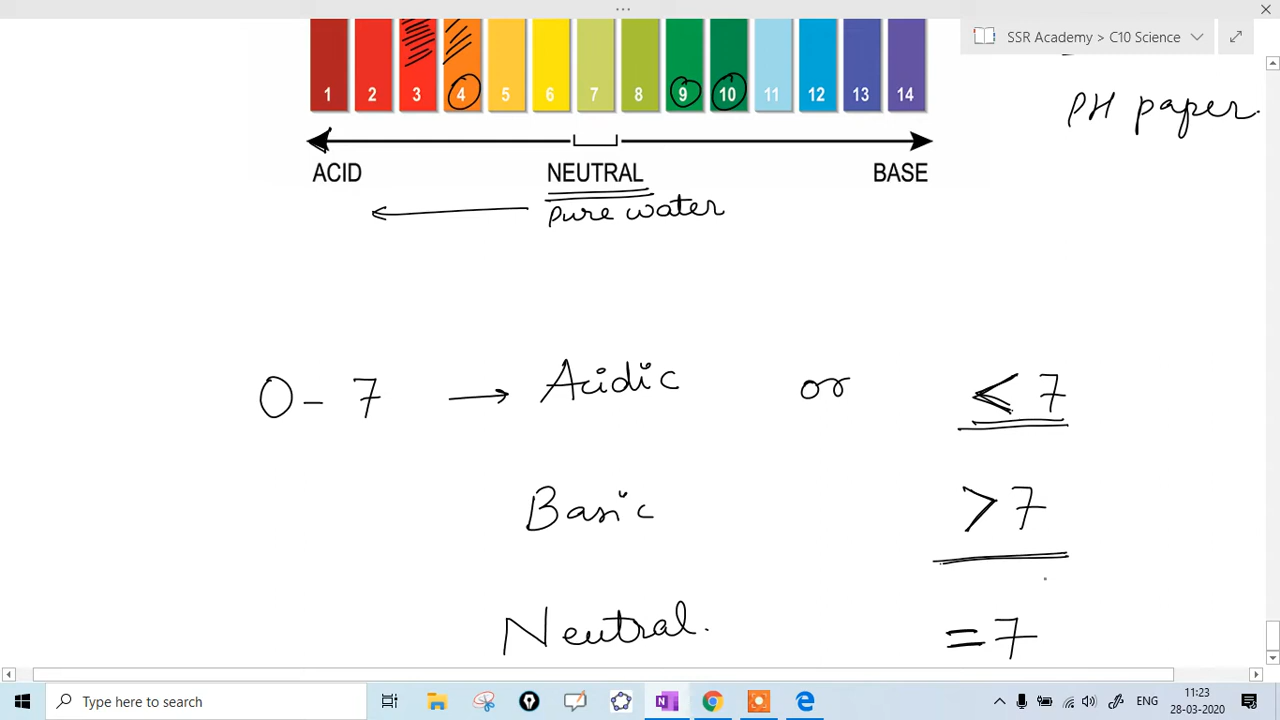 ...
SSR Academy > C10 Science
1 2 3 4 5 6 7 8 9 10 11 12 13 14
PH paper.
ACID NEUTRAL BASE
pure water
0 - 7 → Acidic or < 7
Basic > 7
Neutral. = 7
Type here to search
ENG
11:23
28-03-2020